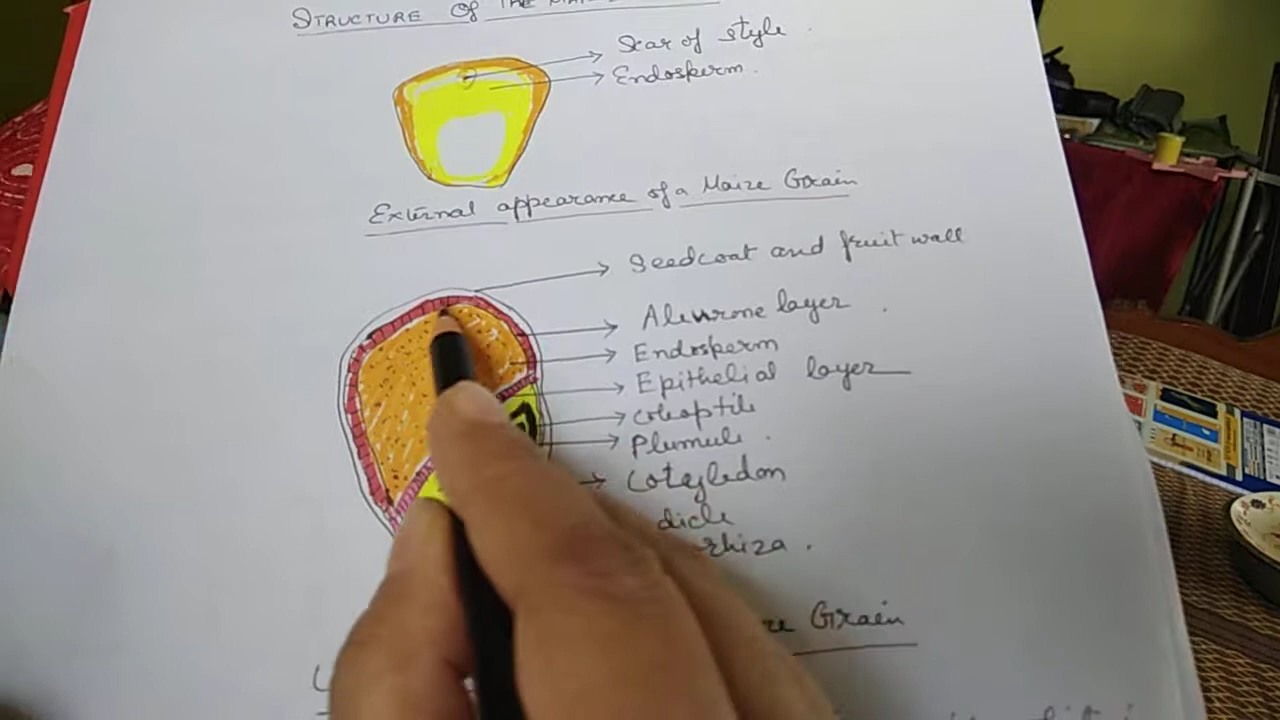 STRUCTURE OF THE
Scar of style
Endosperm.
External appearance of a Maize Grain
Seedcoat and fruit wall
Aleurone layer
Endosperm
Epithelial layer
Coleoptile
Plumule.
Cotyledon
dicle
rhiza.
Grain